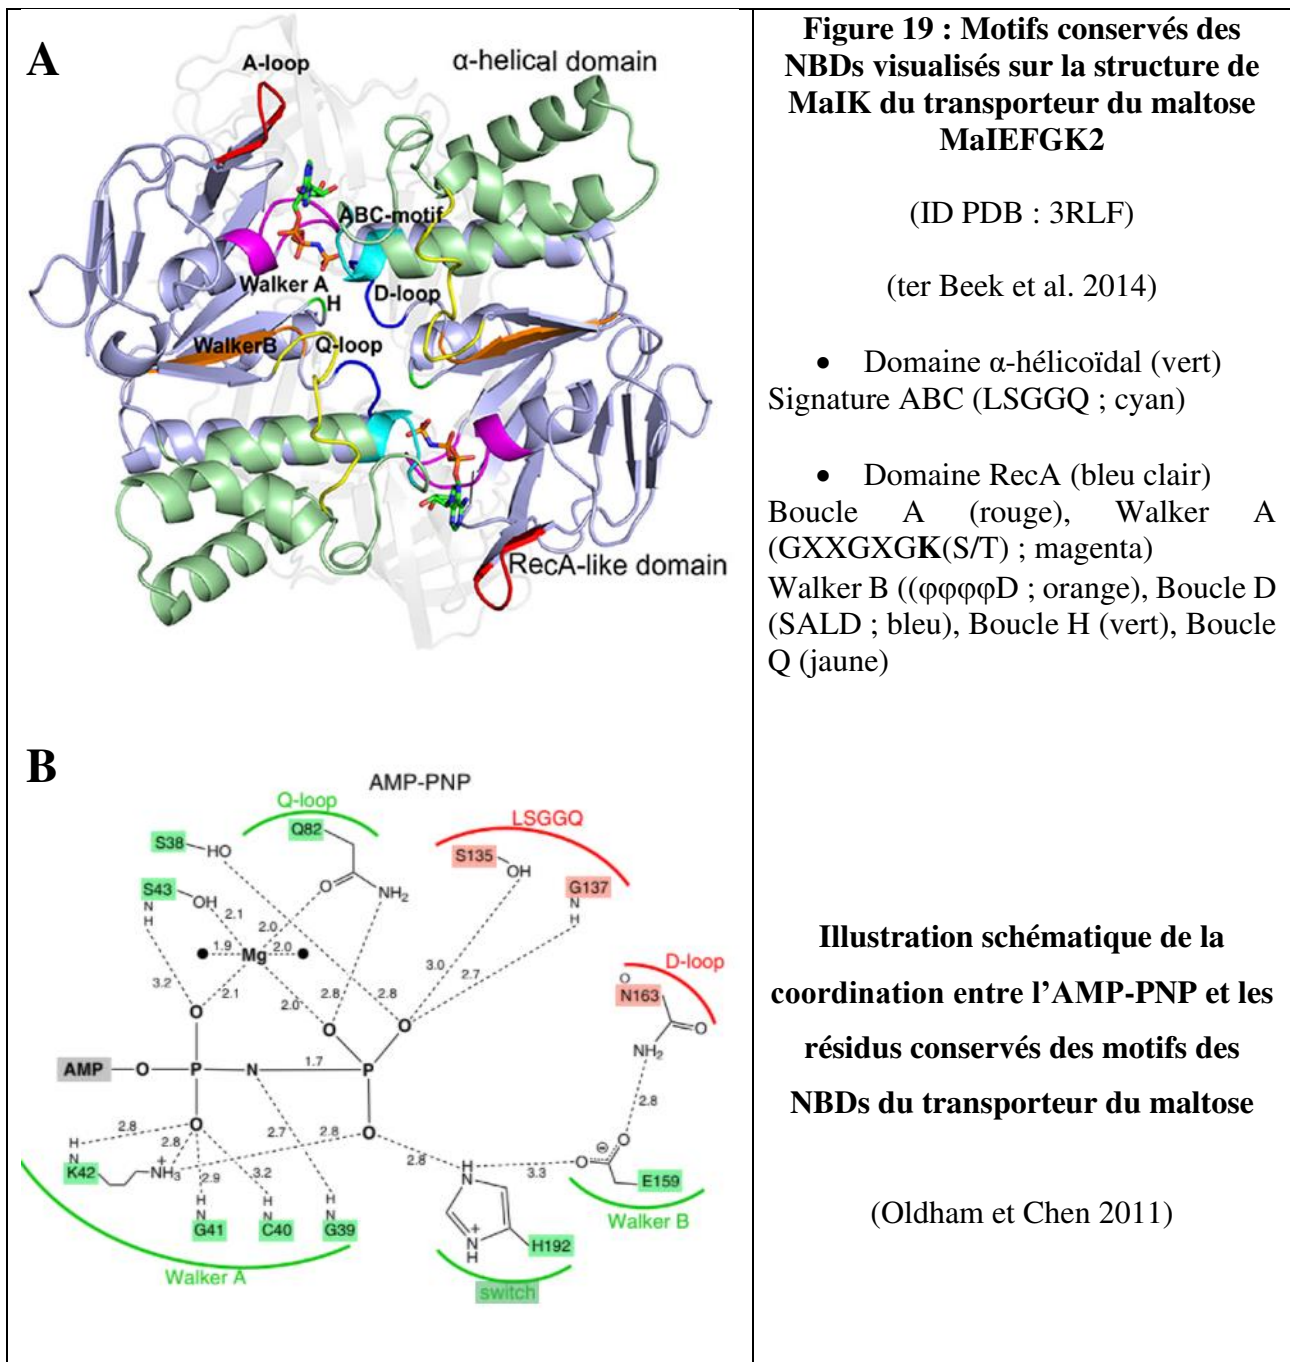 A
A-loop
α-helical domain
ABC-motif
Walker A
H
D-loop
WalkerB
Q-loop
RecA-like domain
Figure 19 : Motifs conservés des
NBDs visualisés sur la structure de
MaIK du transporteur du maltose
MaIEFGK2
(ID PDB : 3RLF)
(ter Beek et al. 2014)
• Domaine α-hélicoïdal (vert)
Signature ABC (LSGGQ ; cyan)
• Domaine RecA (bleu clair)
Boucle A (rouge), Walker A
(GXXGXGK(S/T) ; magenta)
Walker B ((φφφφD ; orange), Boucle D
(SALD ; bleu), Boucle H (vert), Boucle
Q (jaune)
B
AMP-PNP
Q-loop
LSGGQ
Q82
S38
HO
S135
OH
S43
OH
N
H
O
NH2
G137
N
H
2.1
2.0
1.9
Mg
2.0
3.0
2.7
D-loop
O
N163
3.2
2.1
2.0
2.8
2.8
O
O
O
O
NH2
AMP
O
P
N
1.7
P
2.8
O
O
2.8
2.8
2.7
2.8
2.8
3.3
O
O
⊖
H
N
K42
+
NH3
2.9
3.2
H
N
E159
Walker B
H
N
G41
H
N
C40
H
N
G39
N
+
H
H192
Walker A
switch
Illustration schématique de la
coordination entre l’AMP-PNP et les
résidus conservés des motifs des
NBDs du transporteur du maltose
(Oldham et Chen 2011)